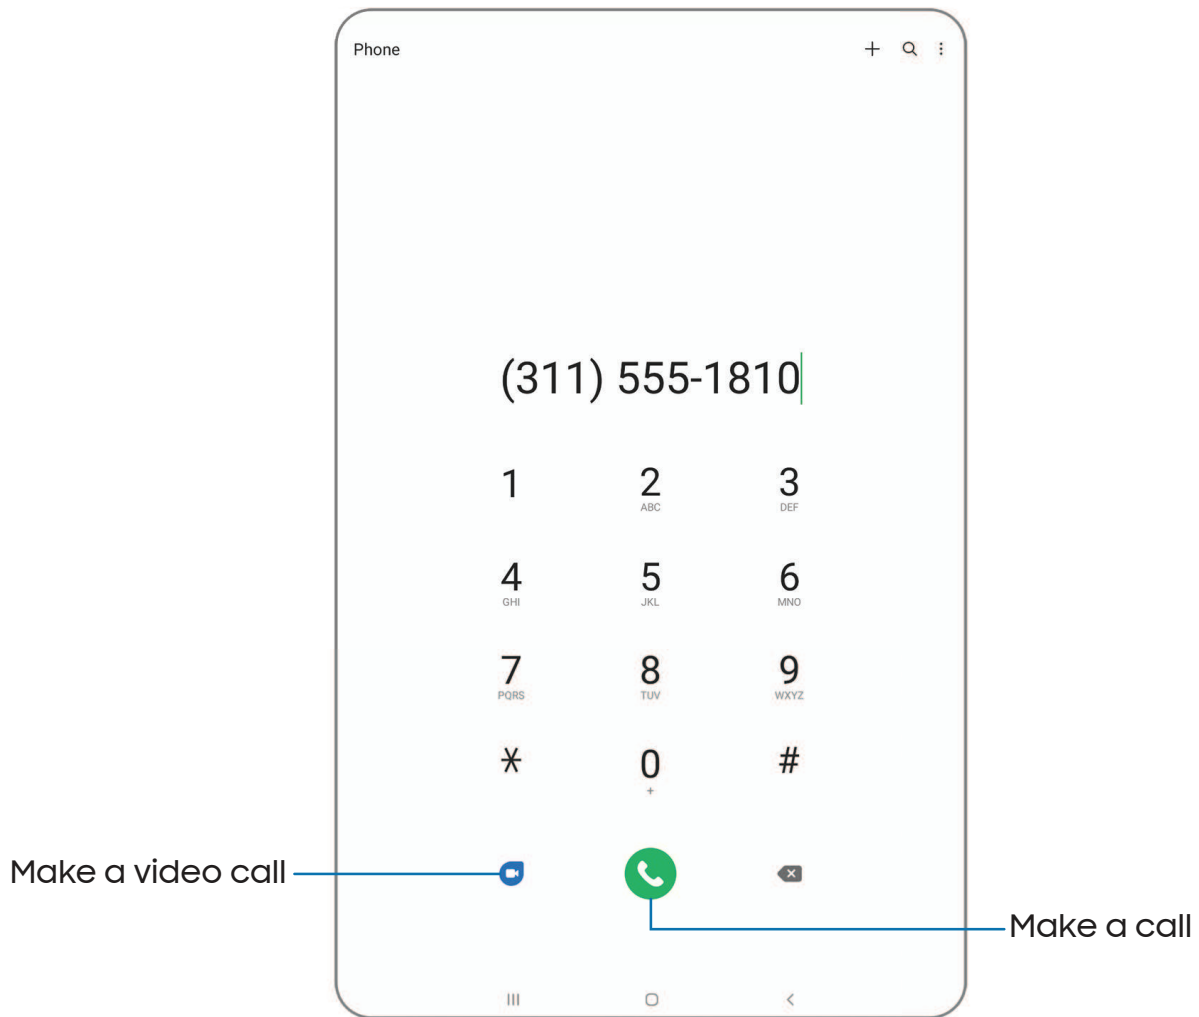 Phone
(311) 555-1810
1 2 3
ABC DEF
4 5 6
GHI JKL MNO
7 8 9
PQRS TUV WXYZ
* 0 #
+
Make a video call
Make a call